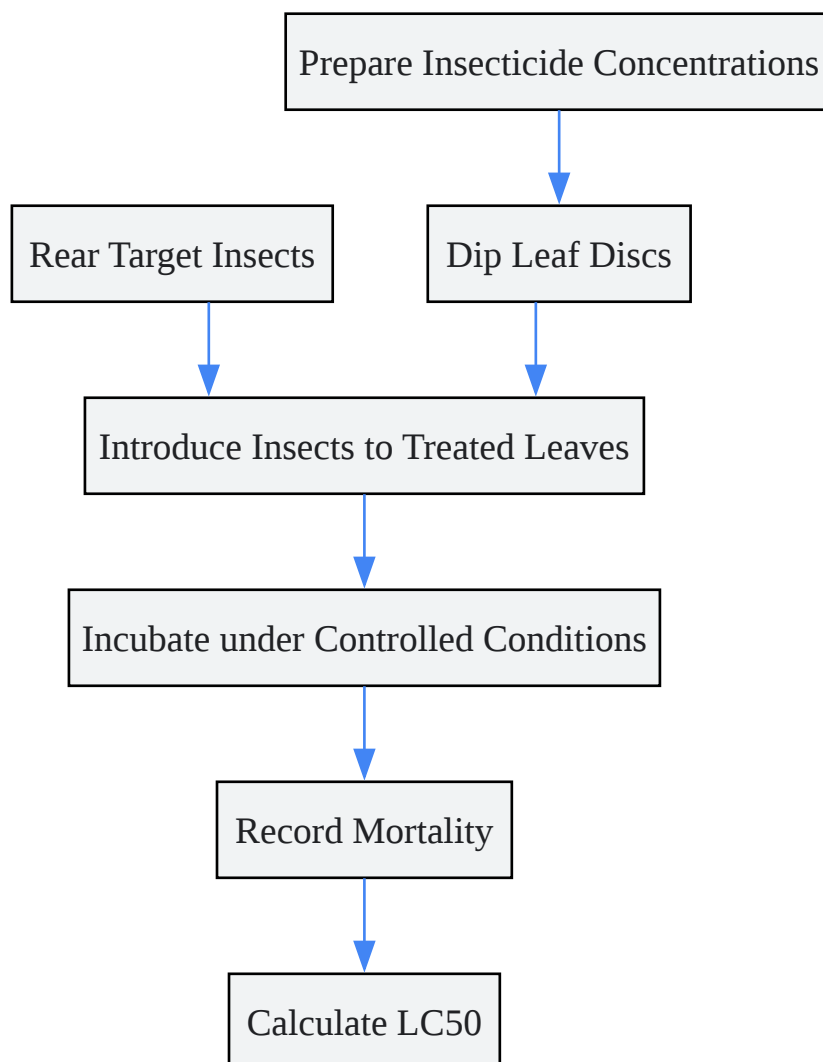 Prepare Insecticide Concentrations
Rear Target Insects
Dip Leaf Discs
Introduce Insects to Treated Leaves
Incubate under Controlled Conditions
Record Mortality
Calculate LC50